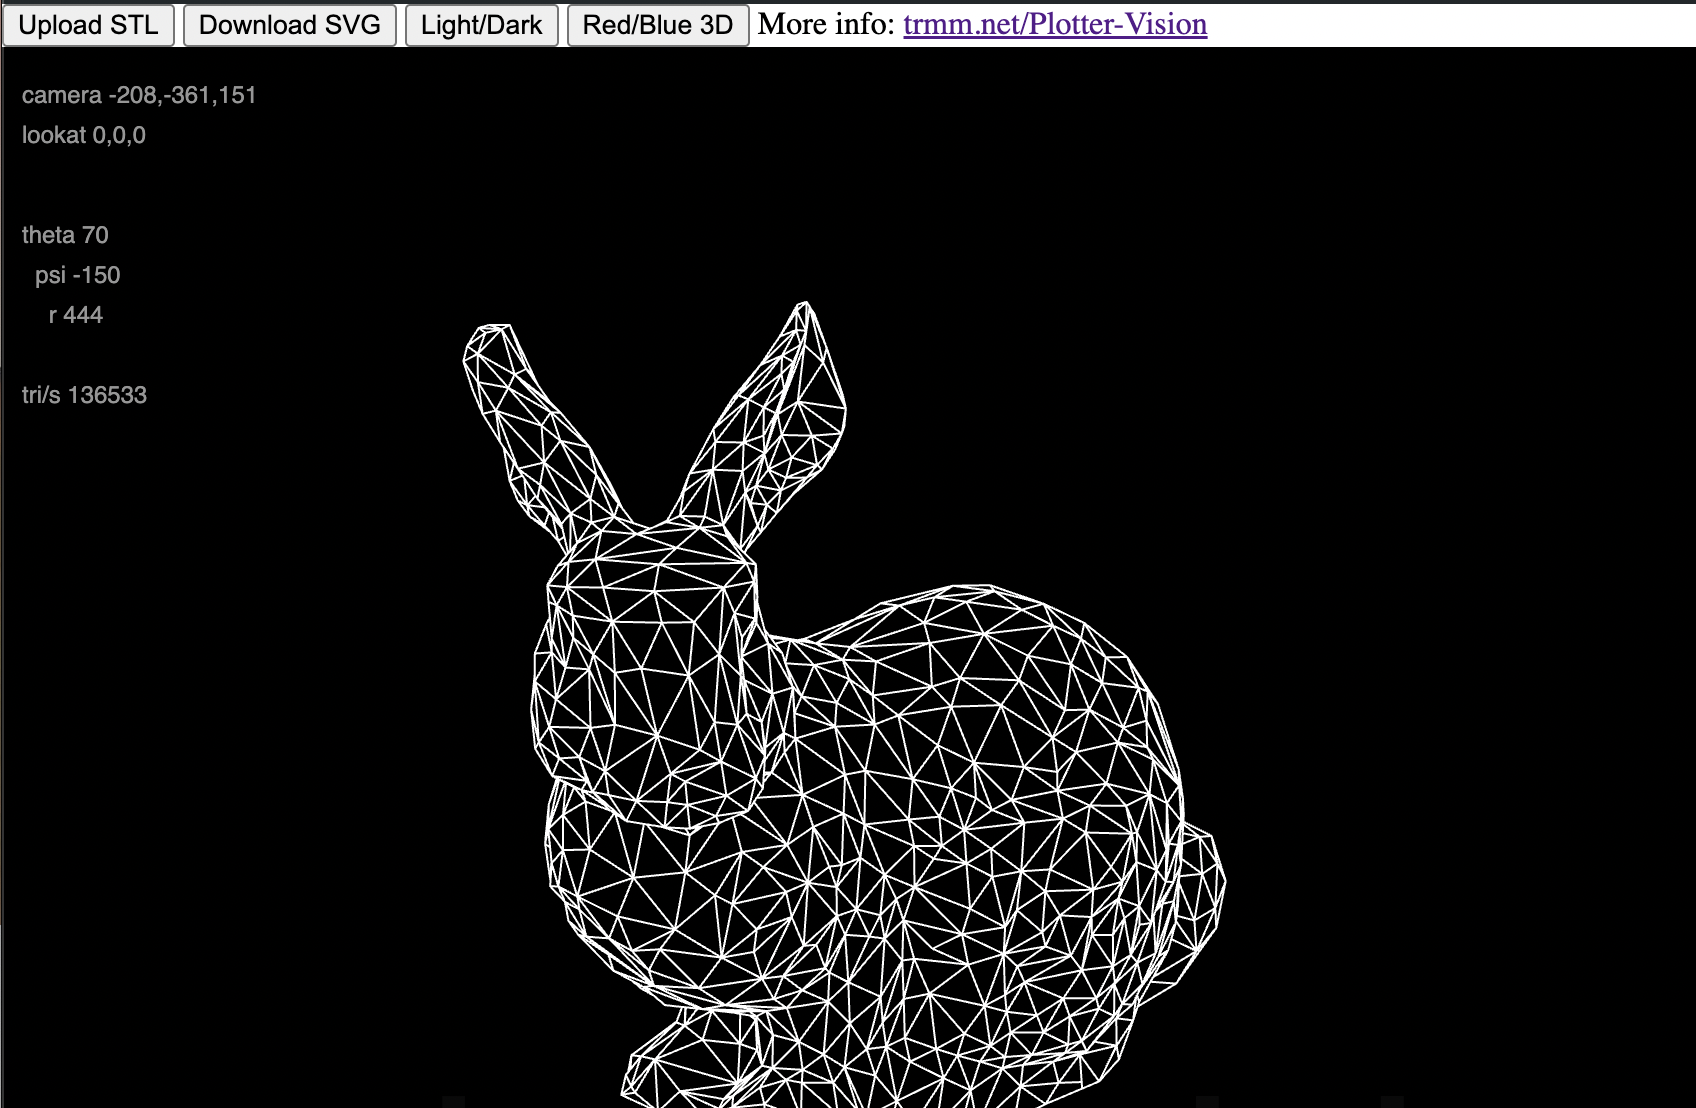 Upload STL Download SVG Light/Dark Red/Blue 3D More info: trmm.net/Plotter-Vision
camera -208,-361,151
lookat 0,0,0
theta 70
psi -150
r 444
tri/s 136533